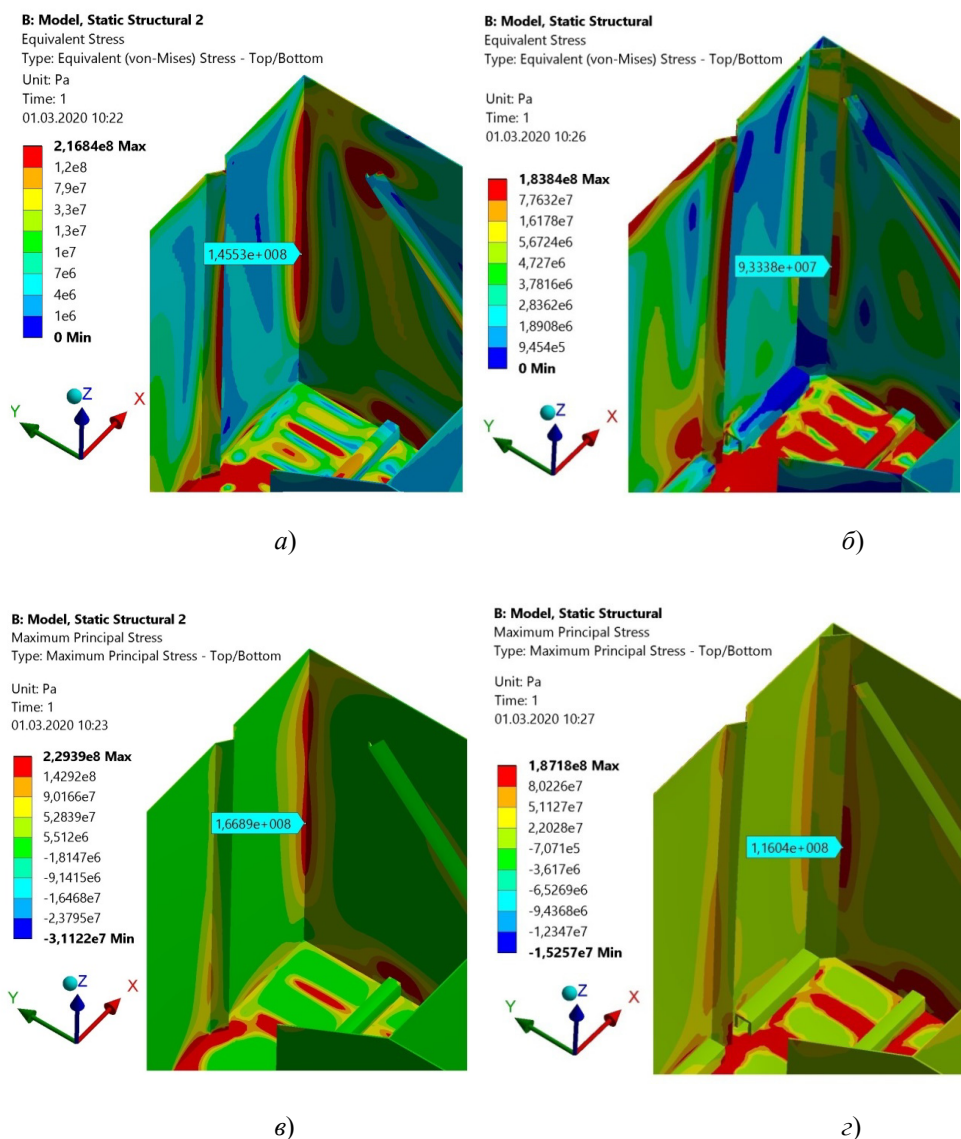 B: Model, Static Structural 2
Equivalent Stress
Type: Equivalent (von-Mises) Stress - Top/Bottom
Unit: Pa
Time: 1
01.03.2020 10:22
2,1684e8 Max
1,2e8
7,9e7
3,3e7
1,3e7
1e7
7e6
4e6
1e6
0 Min
1,4553e+008
Z
Y
X
а)
B: Model, Static Structural
Equivalent Stress
Type: Equivalent (von-Mises) Stress - Top/Bottom
Unit: Pa
Time: 1
01.03.2020 10:26
1,8384e8 Max
7,7632e7
1,6178e7
5,6724e6
4,727e6
3,7816e6
2,8362e6
1,8908e6
9,454e5
0 Min
9,3338e+007
Z
Y
X
б)
B: Model, Static Structural 2
Maximum Principal Stress
Type: Maximum Principal Stress - Top/Bottom
Unit: Pa
Time: 1
01.03.2020 10:23
2,2939e8 Max
1,4292e8
9,0166e7
5,2839e7
5,512e6
-1,8147e6
-9,1415e6
-1,6468e7
-2,3795e7
-3,1122e7 Min
1,6689e+008
Z
Y
X
в)
B: Model, Static Structural
Maximum Principal Stress
Type: Maximum Principal Stress - Top/Bottom
Unit: Pa
Time: 1
01.03.2020 10:27
1,8718e8 Max
8,0226e7
5,1127e7
2,2028e7
-7,071e5
-3,617e6
-6,5269e6
-9,4368e6
-1,2347e7
-1,5257e7 Min
1,1604e+008
Z
Y
X
г)